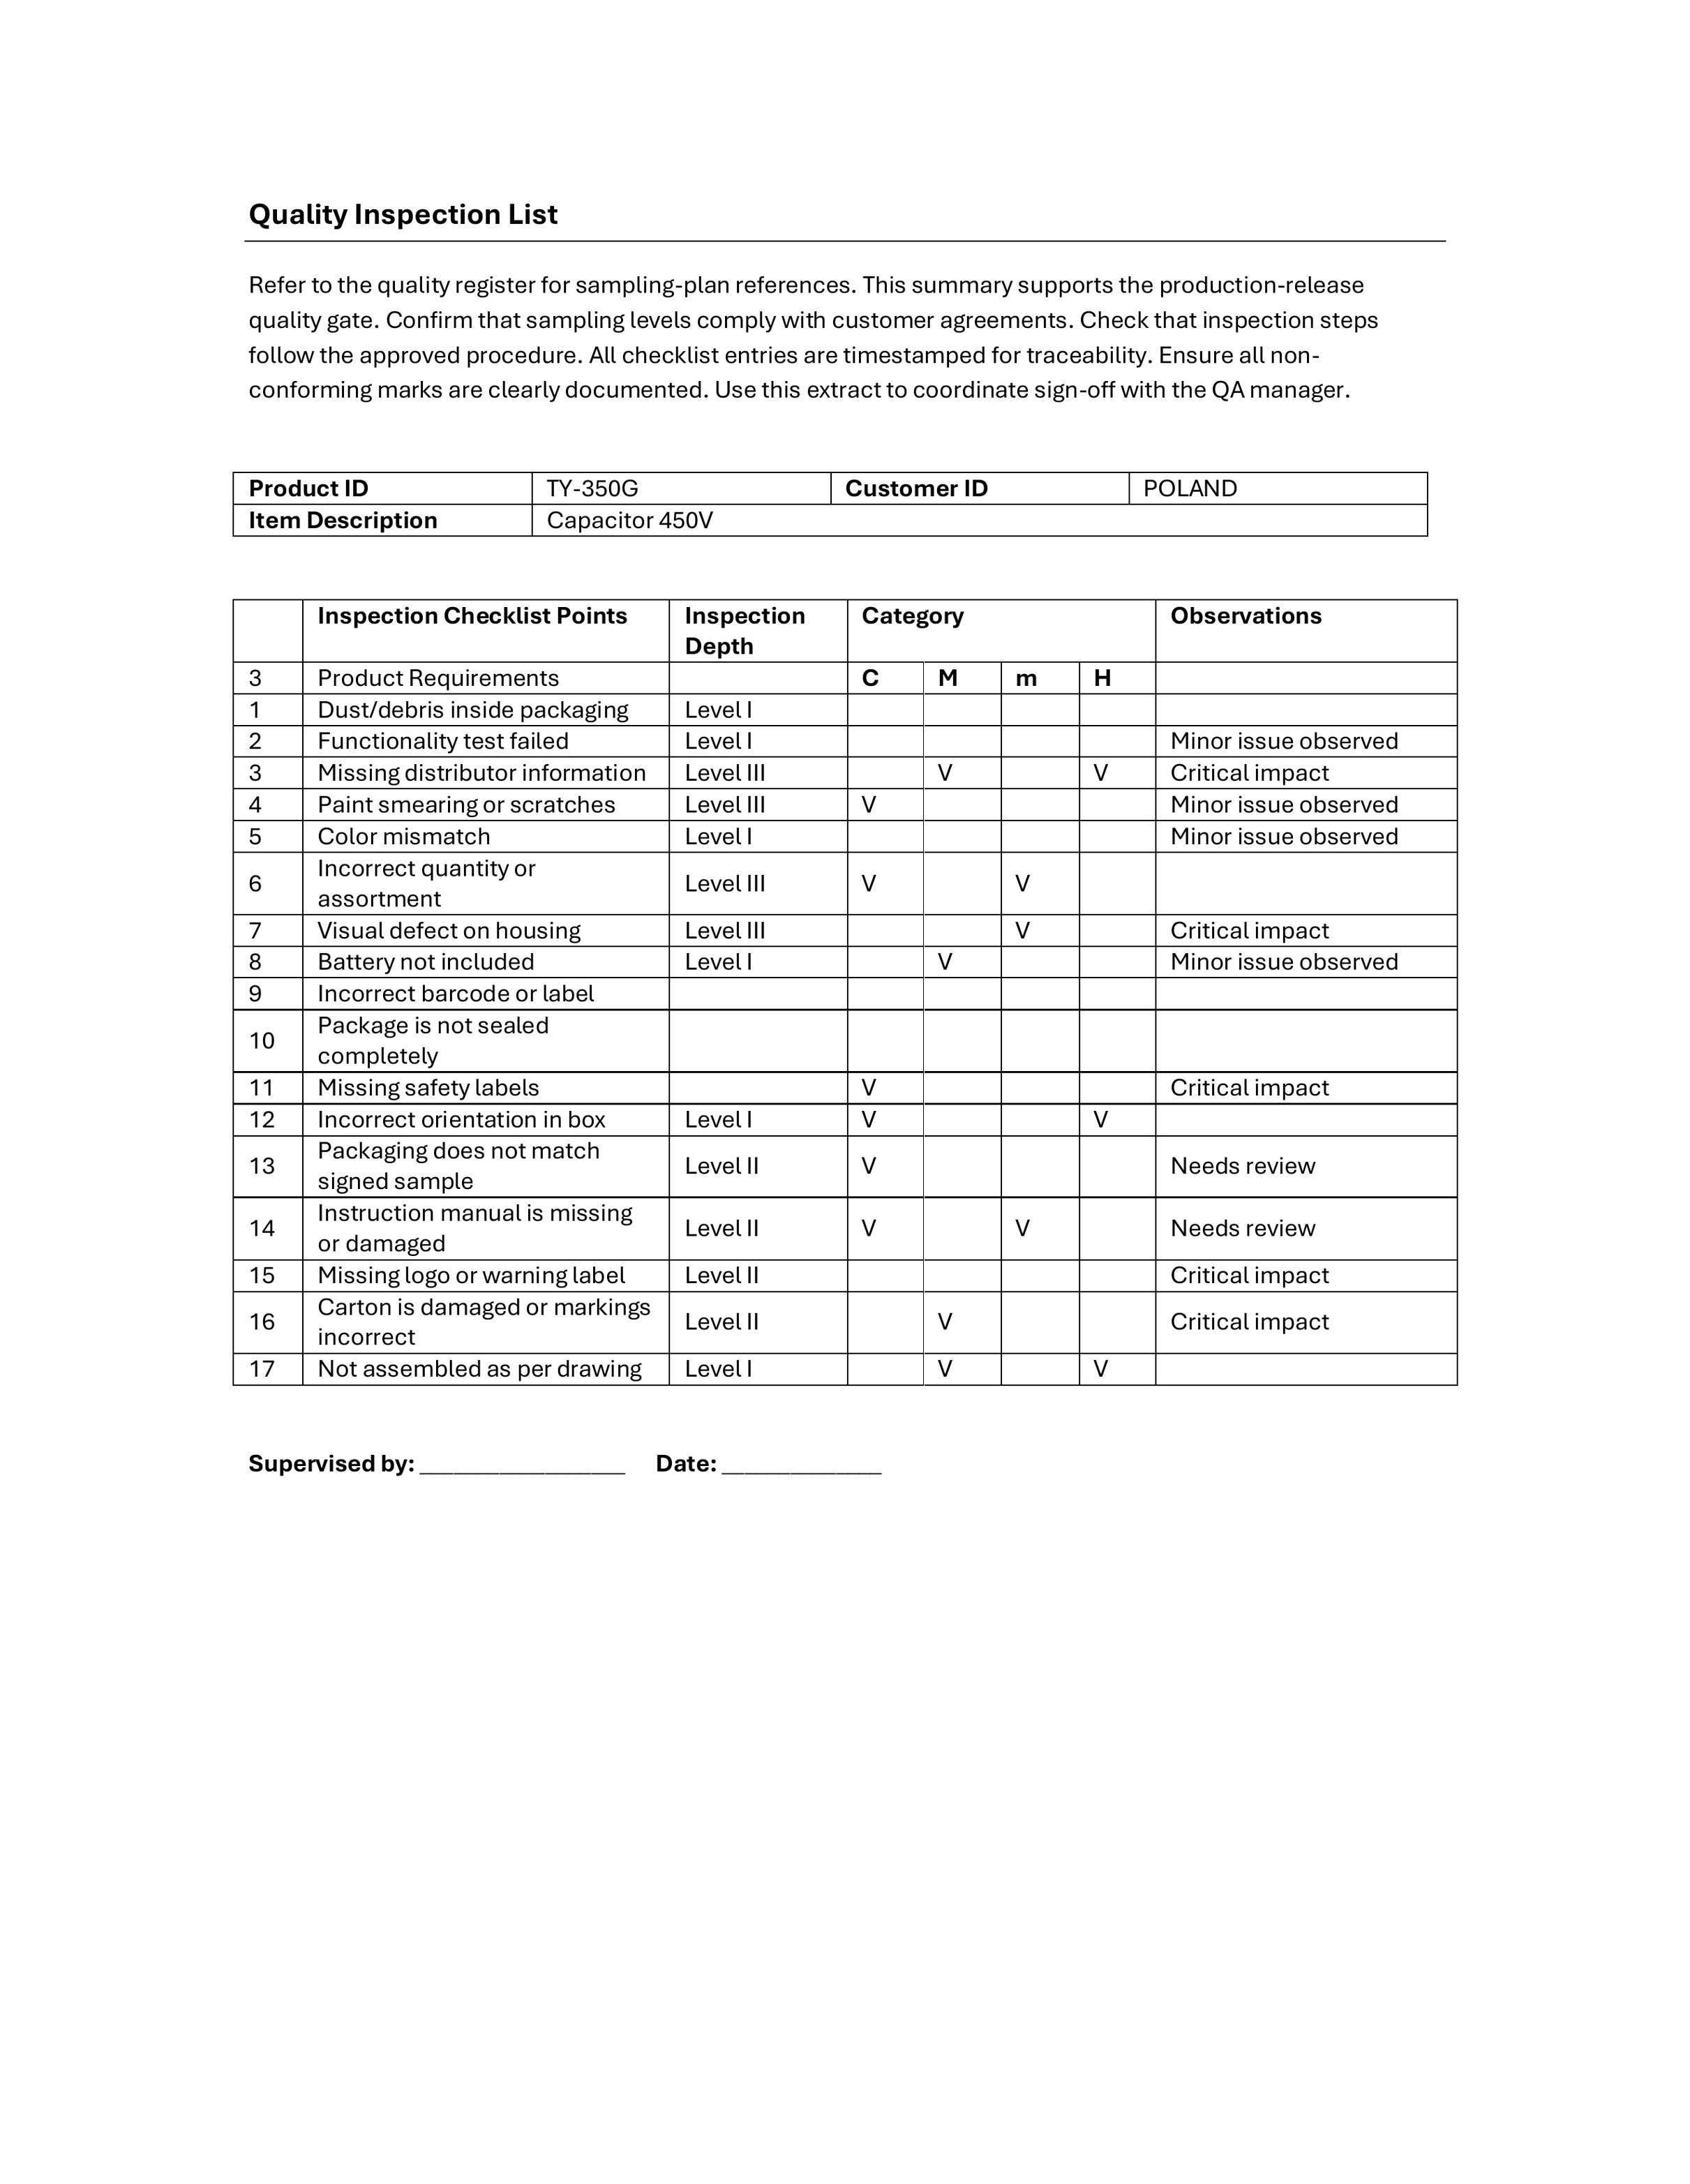 Quality Inspection List
Refer to the quality register for sampling-plan references. This summary supports the production-release
quality gate. Confirm that sampling levels comply with customer agreements. Check that inspection steps
follow the approved procedure. All checklist entries are timestamped for traceability. Ensure all non-
conforming marks are clearly documented. Use this extract to coordinate sign-off with the QA manager.
Product ID TY-350G Customer ID POLAND
Item Description Capacitor 450V
Inspection Checklist Points Inspection Category Observations
Depth
3 Product Requirements C M m H
1 Dust/debris inside packaging Level I
2 Functionality test failed Level I Minor issue observed
3 Missing distributor information Level III V V Critical impact
4 Paint smearing or scratches Level III V Minor issue observed
5 Color mismatch Level I Minor issue observed
6 Incorrect quantity or
assortment Level III V V
7 Visual defect on housing Level III V Critical impact
8 Battery not included Level I V Minor issue observed
9 Incorrect barcode or label
10 Package is not sealed
completely
11 Missing safety labels V Critical impact
12 Incorrect orientation in box Level I V V
13 Packaging does not match
signed sample Level II V Needs review
14 Instruction manual is missing
or damaged Level II V V Needs review
15 Missing logo or warning label Level II Critical impact
16 Carton is damaged or markings
incorrect Level II V Critical impact
17 Not assembled as per drawing Level I V V
Supervised by: __________________ Date: ______________